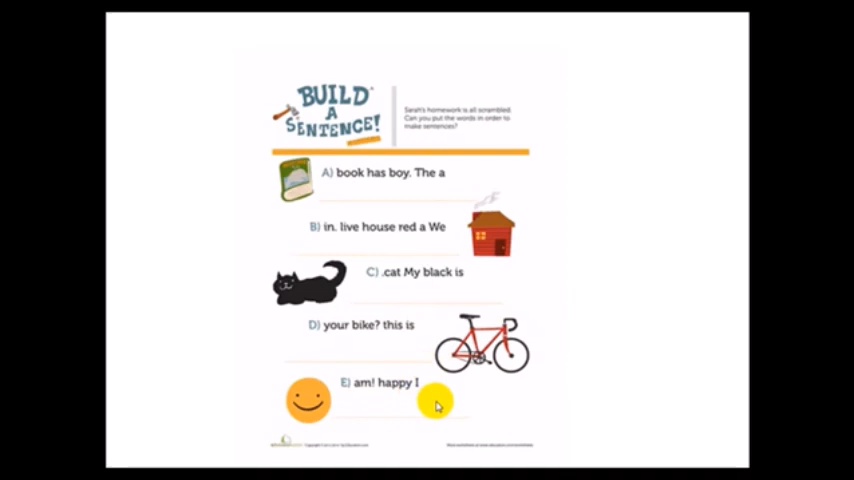 BUILD
A
SENTENCE!
Sarah's homework is all scrambled.
Can you put the words in order to
make sentences?
A) book has boy. The a
B) in. live house red a We
C) .cat My black is
D) your bike? this is
E) am! happy I